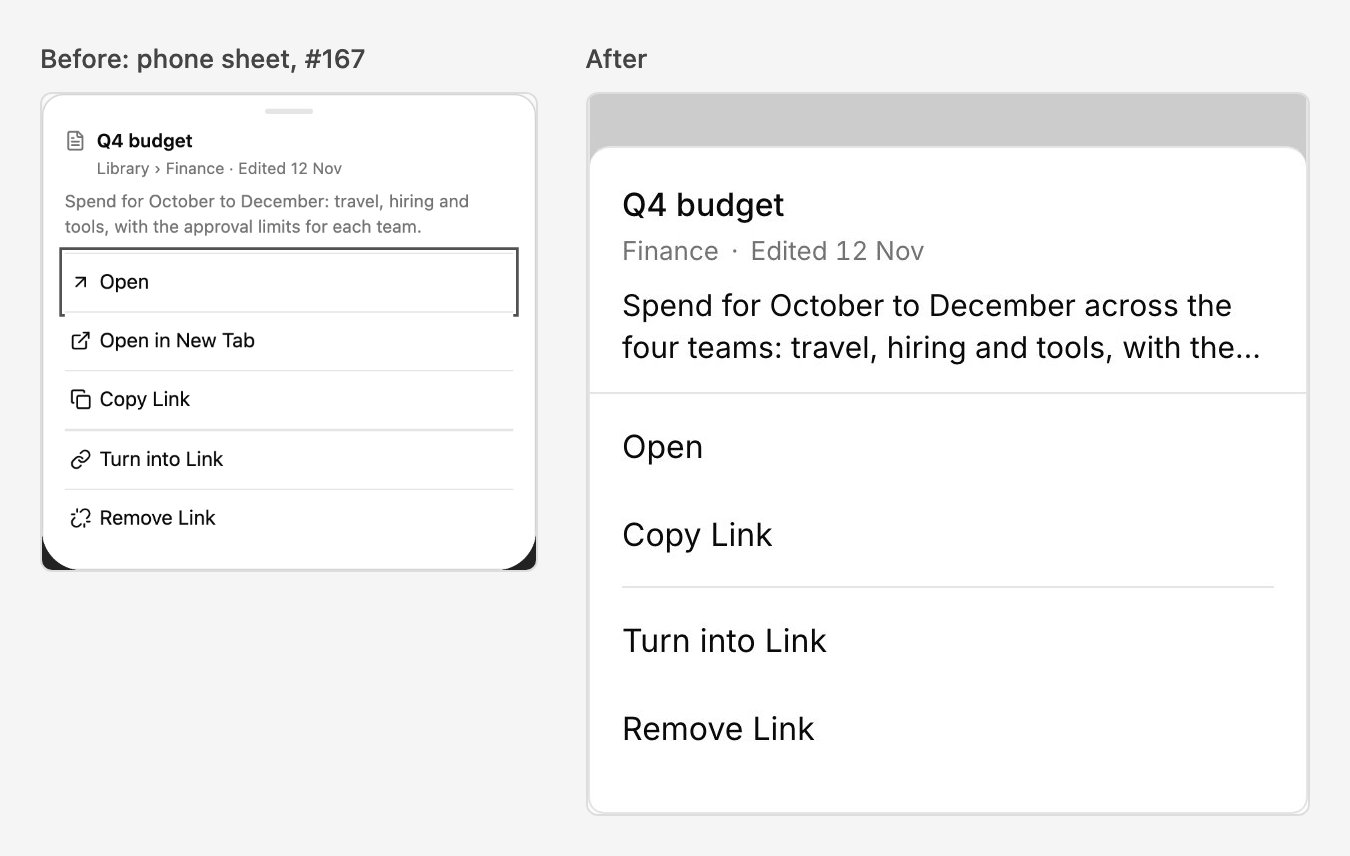 Before: phone sheet, #167
Q4 budget
Library › Finance · Edited 12 Nov
Spend for October to December: travel, hiring and
tools, with the approval limits for each team.
Open
Open in New Tab
Copy Link
Turn into Link
Remove Link
After
Q4 budget
Finance · Edited 12 Nov
Spend for October to December across the
four teams: travel, hiring and tools, with the…
Open
Copy Link
Turn into Link
Remove Link